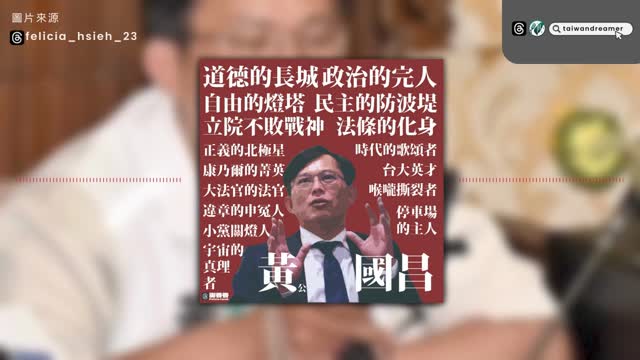 圖片來源
felicia_hsieh_23
taiwandreamer
道德的長城 政治的完人
自由的燈塔 民主的防波堤
立院不敗戰神 法條的化身
正義的北極星
康乃爾的菁英
大法官的法官
違章的申冤人
小黨關燈人
宇宙的
真理
者
時代的歌頌者
台大英才
喉嚨撕裂者
停車場
的主人
黃公國昌